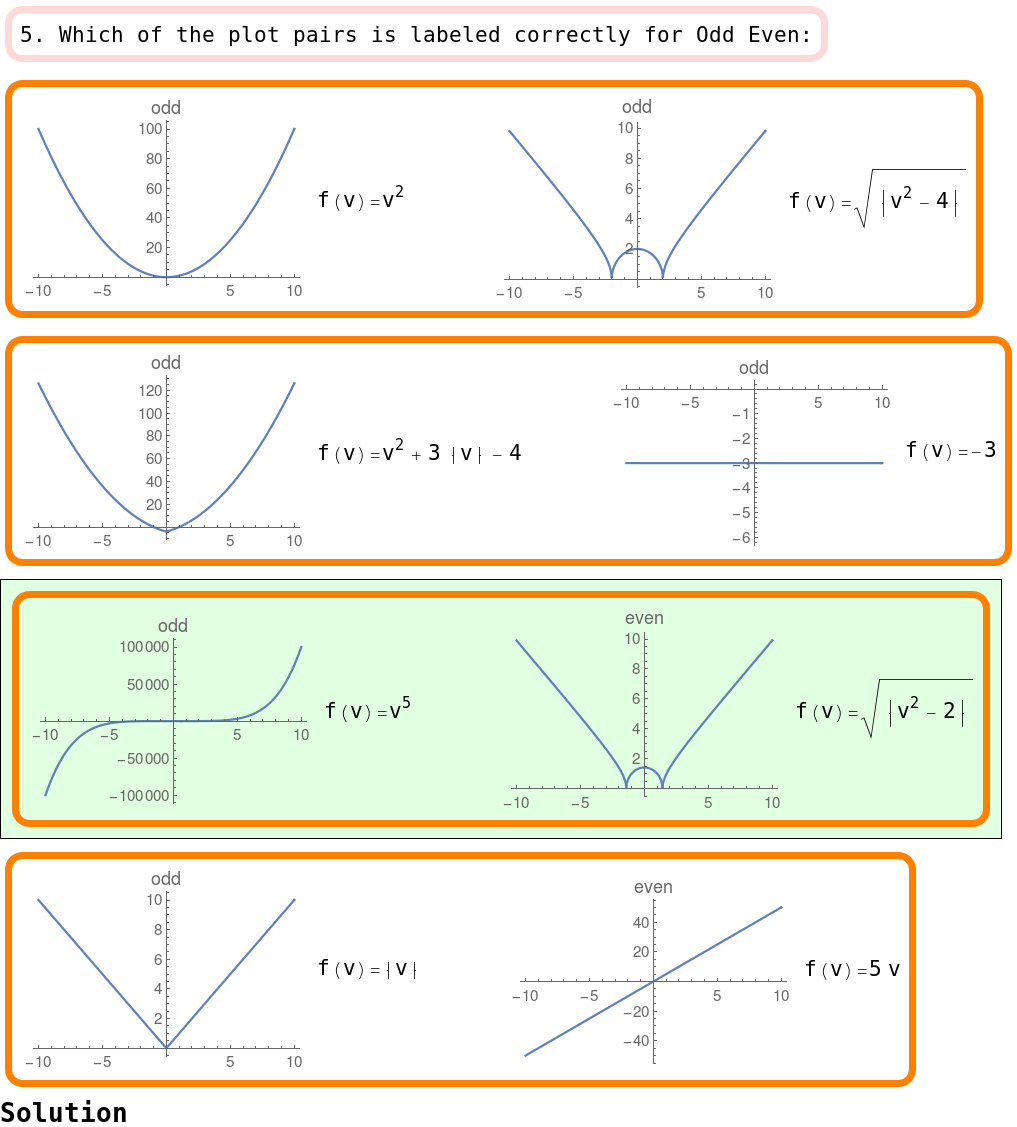 5. Which of the plot pairs is labeled correctly for Odd Even:
odd
100
80
60
40
20
−10 −5 5 10
f(v)=v²
odd
10
8
6
4
2
−10 −5 5 10
f(v)=√|v² − 4|
odd
120
100
80
60
40
20
−10 −5 5 10
f(v)=v² + 3 |v| − 4
odd
−10 −5 5 10
−1
−2
−3
−4
−5
−6
f(v)=−3
odd
100000
50000
−10 −5 5 10
−50000
−100000
f(v)=v⁵
even
10
8
6
4
2
−10 −5 5 10
f(v)=√|v² − 2|
odd
10
8
6
4
2
−10 −5 5 10
f(v)=|v|
even
40
20
−10 −5 5 10
−20
−40
f(v)=5 v
Solution